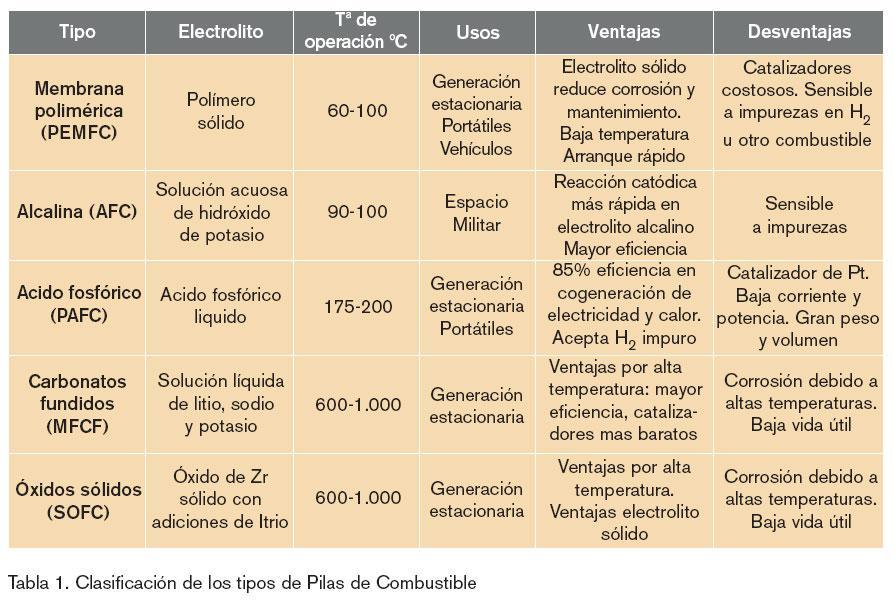 Tipo
Electrolito
Tª de
operación ºC
Usos
Ventajas
Desventajas
Membrana
polimérica
(PEMFC)
Polímero
sólido
60-100
Generación
estacionaria
Portátiles
Vehículos
Electrolito sólido
reduce corrosión y
mantenimiento.
Baja temperatura
Arranque rápido
Catalizadores
costosos. Sensible
a impurezas en H2
u otro combustible
Alcalina (AFC)
Solución acuosa
de hidróxido
de potasio
90-100
Espacio
Militar
Reacción catódica
más rápida en
electrolito alcalino
Mayor eficiencia
Sensible
a impurezas
Acido fosfórico
(PAFC)
Acido fosfórico
liquido
175-200
Generación
estacionaria
Portátiles
85% eficiencia en
cogeneración de
electricidad y calor.
Acepta H2 impuro
Catalizador de Pt.
Baja corriente y
potencia. Gran peso
y volumen
Carbonatos
fundidos
(MFCF)
Solución líquida
de litio, sodio
y potasio
600-1.000
Generación
estacionaria
Ventajas por alta
temperatura: mayor
eficiencia, cataliza-
dores mas baratos
Corrosión debido a
altas temperaturas.
Baja vida útil
Óxidos sólidos
(SOFC)
Óxido de Zr
sólido con
adiciones de Itrio
600-1.000
Generación
estacionaria
Ventajas por alta
temperatura.
Ventajas electrolito
sólido
Corrosión debido a
altas temperaturas.
Baja vida útil
Tabla 1. Clasificación de los tipos de Pilas de Combustible